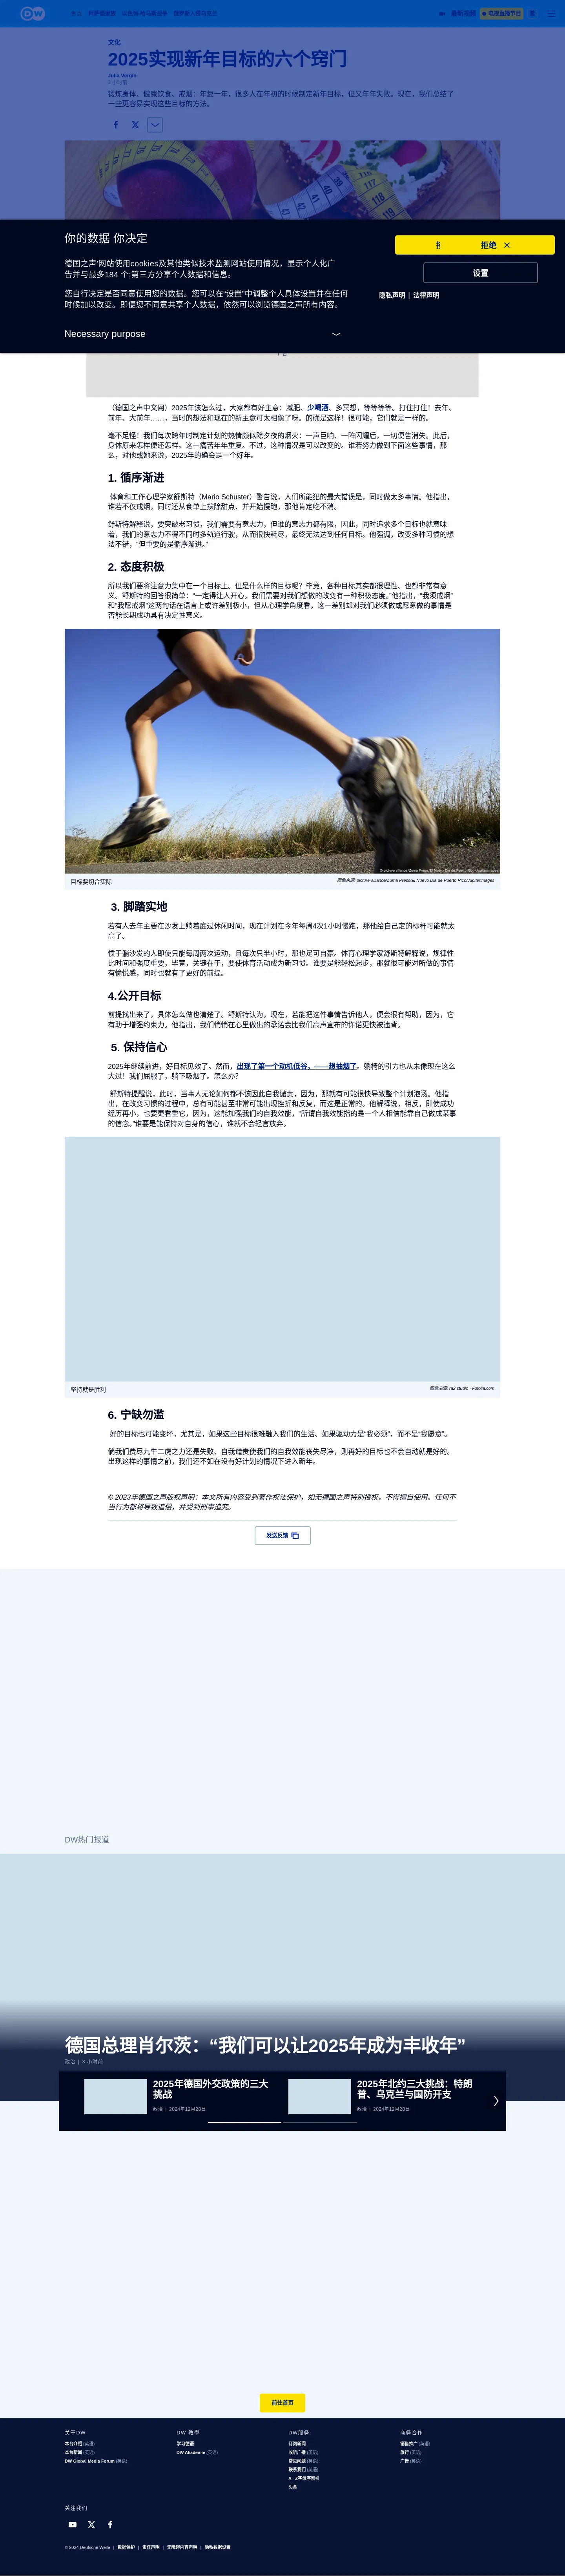 DW
最新视频
电视直播节目
文化
2025实现新年目标的六个窍门
Julia Vergin
3 小时前
锻炼身体、健康饮食、戒烟：年复一年，很多人在年初的时候制定新年目标，但又年年失败。现在，我们总结了
一些更容易实现这些目标的方法。
你的数据 你决定
拒绝
德国之声'网站使用cookies及其他类似技术监测网站使用情况，显示个人化广
告并与最多184 个;第三方分享个人数据和信息。
设置
您自行决定是否同意使用您的数据。您可以在“设置”中调整个人具体设置并在任何
时候加以改变。即便您不同意共享个人数据，依然可以浏览德国之声所有内容。
隐私声明 | 法律声明
Necessary purpose
（德国之声中文网）2025年该怎么过，大家都有好主意：减肥、少喝酒、多冥想，等等等等。打住打住！去年、
前年、大前年……，当时的想法和现在的新主意可太相像了呀。的确是这样！很可能，它们就是一样的。
毫不足怪！我们每次跨年时制定计划的热情颇似除夕夜的烟火：一声巨响、一阵闪耀后，一切便告消失。此后，
身体原来怎样便还怎样。这一痛苦年年重复。不过，这种情况是可以改变的。谁若努力做到下面这些事情，那
么，对他或她来说，2025年的确会是一个好年。
1. 循序渐进
体育和工作心理学家舒斯特（Mario Schuster）警告说，人们所能犯的最大错误是，同时做太多事情。他指出，
谁若不仅戒烟，同时还从食单上摈除甜点、并开始慢跑，那他肯定吃不消。
舒斯特解释说，要突破老习惯，我们需要有意志力，但谁的意志力都有限，因此，同时追求多个目标也就意味
着，我们的意志力不得不同时多轨道行驶，从而很快耗尽，最终无法达到任何目标。他强调，改变多种习惯的想
法不错，“但重要的是循序渐进。”
2. 态度积极
所以我们要将注意力集中在一个目标上。但是什么样的目标呢？毕竟，各种目标其实都很理性、也都非常有意
义。舒斯特的回答很简单：“一定得让人开心。我们需要对我们想做的改变有一种积极态度。”他指出，“我须戒烟”
和“我愿戒烟”这两句话在语言上或许差别极小，但从心理学角度看，这一差别却对我们必须做或愿意做的事情是
否能长期成功具有决定性意义。
目标要切合实际
图像来源: picture-alliance/Zuma Press/El Nuevo Dia de Puerto Rico/Jupiterimages
3. 脚踏实地
若有人去年主要在沙发上躺着度过休闲时间，现在计划在今年每周4次1小时慢跑，那他给自己定的标杆可能就太
高了。
惯于躺沙发的人即使只能每周两次运动，且每次只半小时，那也足可自豪。体育心理学家舒斯特解释说，规律性
比时间和强度重要，毕竟，关键在于，要使体育活动成为新习惯。谁要是能轻松起步，那就很可能对所做的事情
有愉悦感，同时也就有了更好的前提。
4.公开目标
前提找出来了，具体怎么做也清楚了。舒斯特认为，现在，若能把这件事情告诉他人，便会很有帮助，因为，它
有助于增强约束力。他指出，我们悄悄在心里做出的承诺会比我们高声宣布的许诺更快被违背。
5. 保持信心
2025年继续前进，好目标见效了。然而，出现了第一个动机低谷，——想抽烟了。躺椅的引力也从未像现在这么
大过！我们屈服了，躺下吸烟了。怎么办？
舒斯特提醒说，此时，当事人无论如何都不该因此自我谴责，因为，那就有可能很快导致整个计划泡汤。他指
出，在改变习惯的过程中，总有可能甚至非常可能出现挫折和反复，而这是正常的。他解释说，相反，即使成功
经历再小，也要更看重它，因为，这能加强我们的自我效能，“所谓自我效能指的是一个人相信能靠自己做成某事
的信念。”谁要是能保持对自身的信心，谁就不会轻言放弃。
坚持就是胜利
图像来源: ra2 studio - Fotolia.com
6. 宁缺勿滥
好的目标也可能变坏，尤其是，如果这些目标很难融入我们的生活、如果驱动力是“我必须”，而不是“我愿意”。
倘我们费尽九牛二虎之力还是失败、自我谴责使我们的自我效能丧失尽净，则再好的目标也不会自动就是好的。
出现这样的事情之前，我们还不如在没有好计划的情况下进入新年。
© 2023年德国之声版权声明：本文所有内容受到著作权法保护，如无德国之声特别授权，不得擅自使用。任何不
当行为都将导致追偿，并受到刑事追究。
发送反馈
DW热门报道
德国总理肖尔茨：“我们可以让2025年成为丰收年”
政治 | 3 小时前
2025年德国外交政策的三大
挑战
政治 | 2024年12月28日
2025年北约三大挑战：特朗
普、乌克兰与国防开支
政治 | 2024年12月28日
前往首页
关于DW
本台介绍 (英语)
本台新闻 (英语)
DW Global Media Forum (英语)
DW 教学
学习德语
DW Akademie (英语)
DW服务
订阅新闻
收听广播 (英语)
常见问题 (英语)
联系我们 (英语)
A - Z字母序索引
头条
商务合作
销售推广 (英语)
旅行 (英语)
广告 (英语)
关注我们
© 2024 Deutsche Welle | 数据保护 | 责任声明 | 无障碍内容声明 | 隐私数据设置